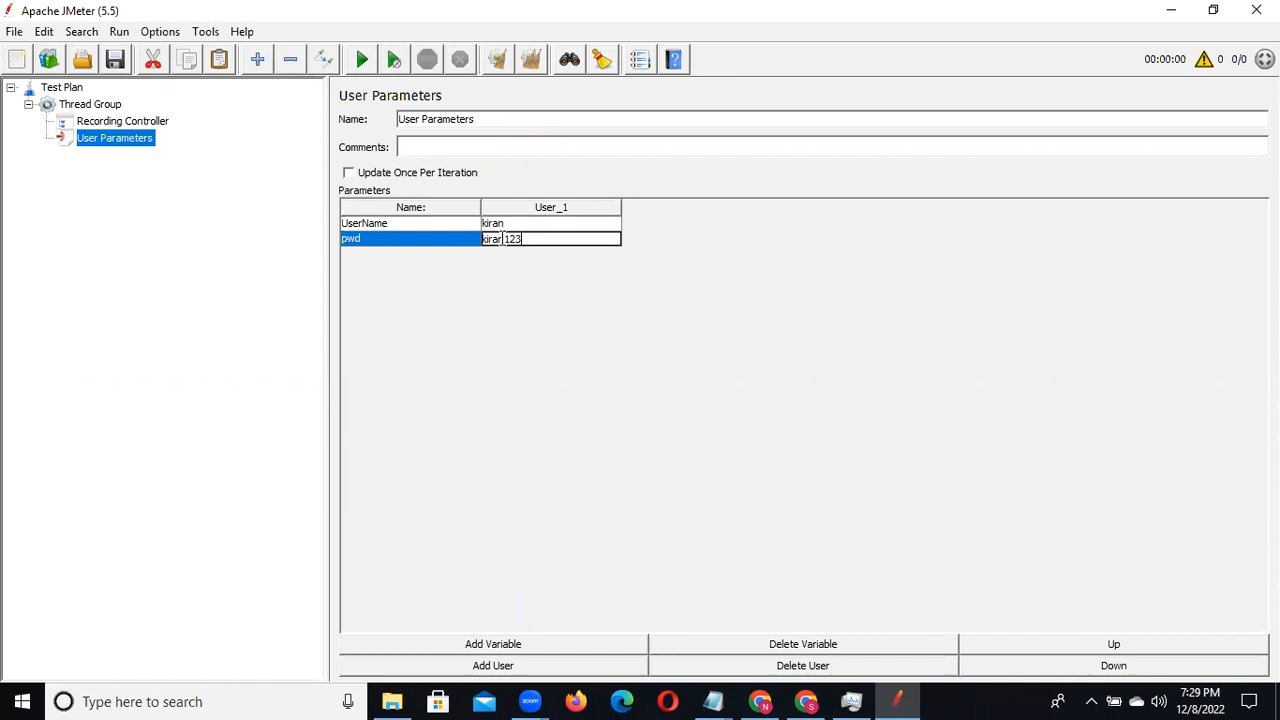 Apache JMeter (5.5)
File Edit Search Run Options Tools Help
00:00:00 0 0/0
Test Plan
Thread Group
Recording Controller
User Parameters
User Parameters
Name: User Parameters
Comments:
Update Once Per Iteration
Parameters
Name: User_1
UserName kiran
pwd kiran123
Add Variable Delete Variable Up
Add User Delete User Down
Type here to search
zoom
N
S
7:29 PM
12/8/2022